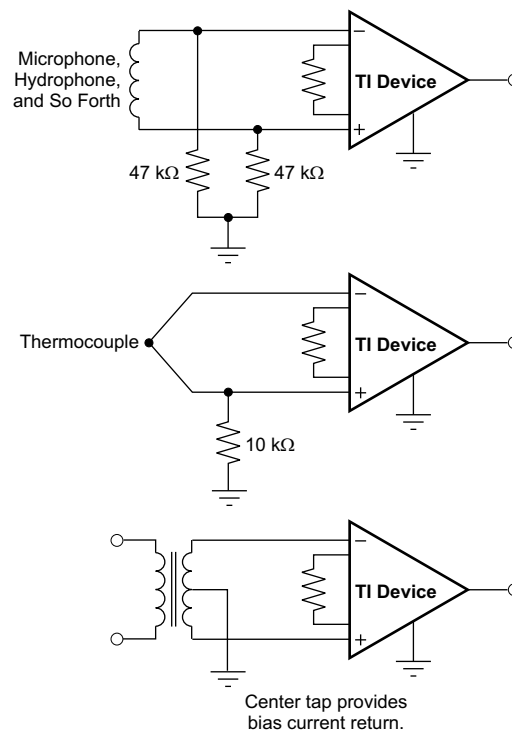 Microphone,
Hydrophone,
and So Forth
−
TI Device
+
47 kΩ
47 kΩ
Thermocouple
−
TI Device
+
10 kΩ
−
TI Device
+
Center tap provides
bias current return.